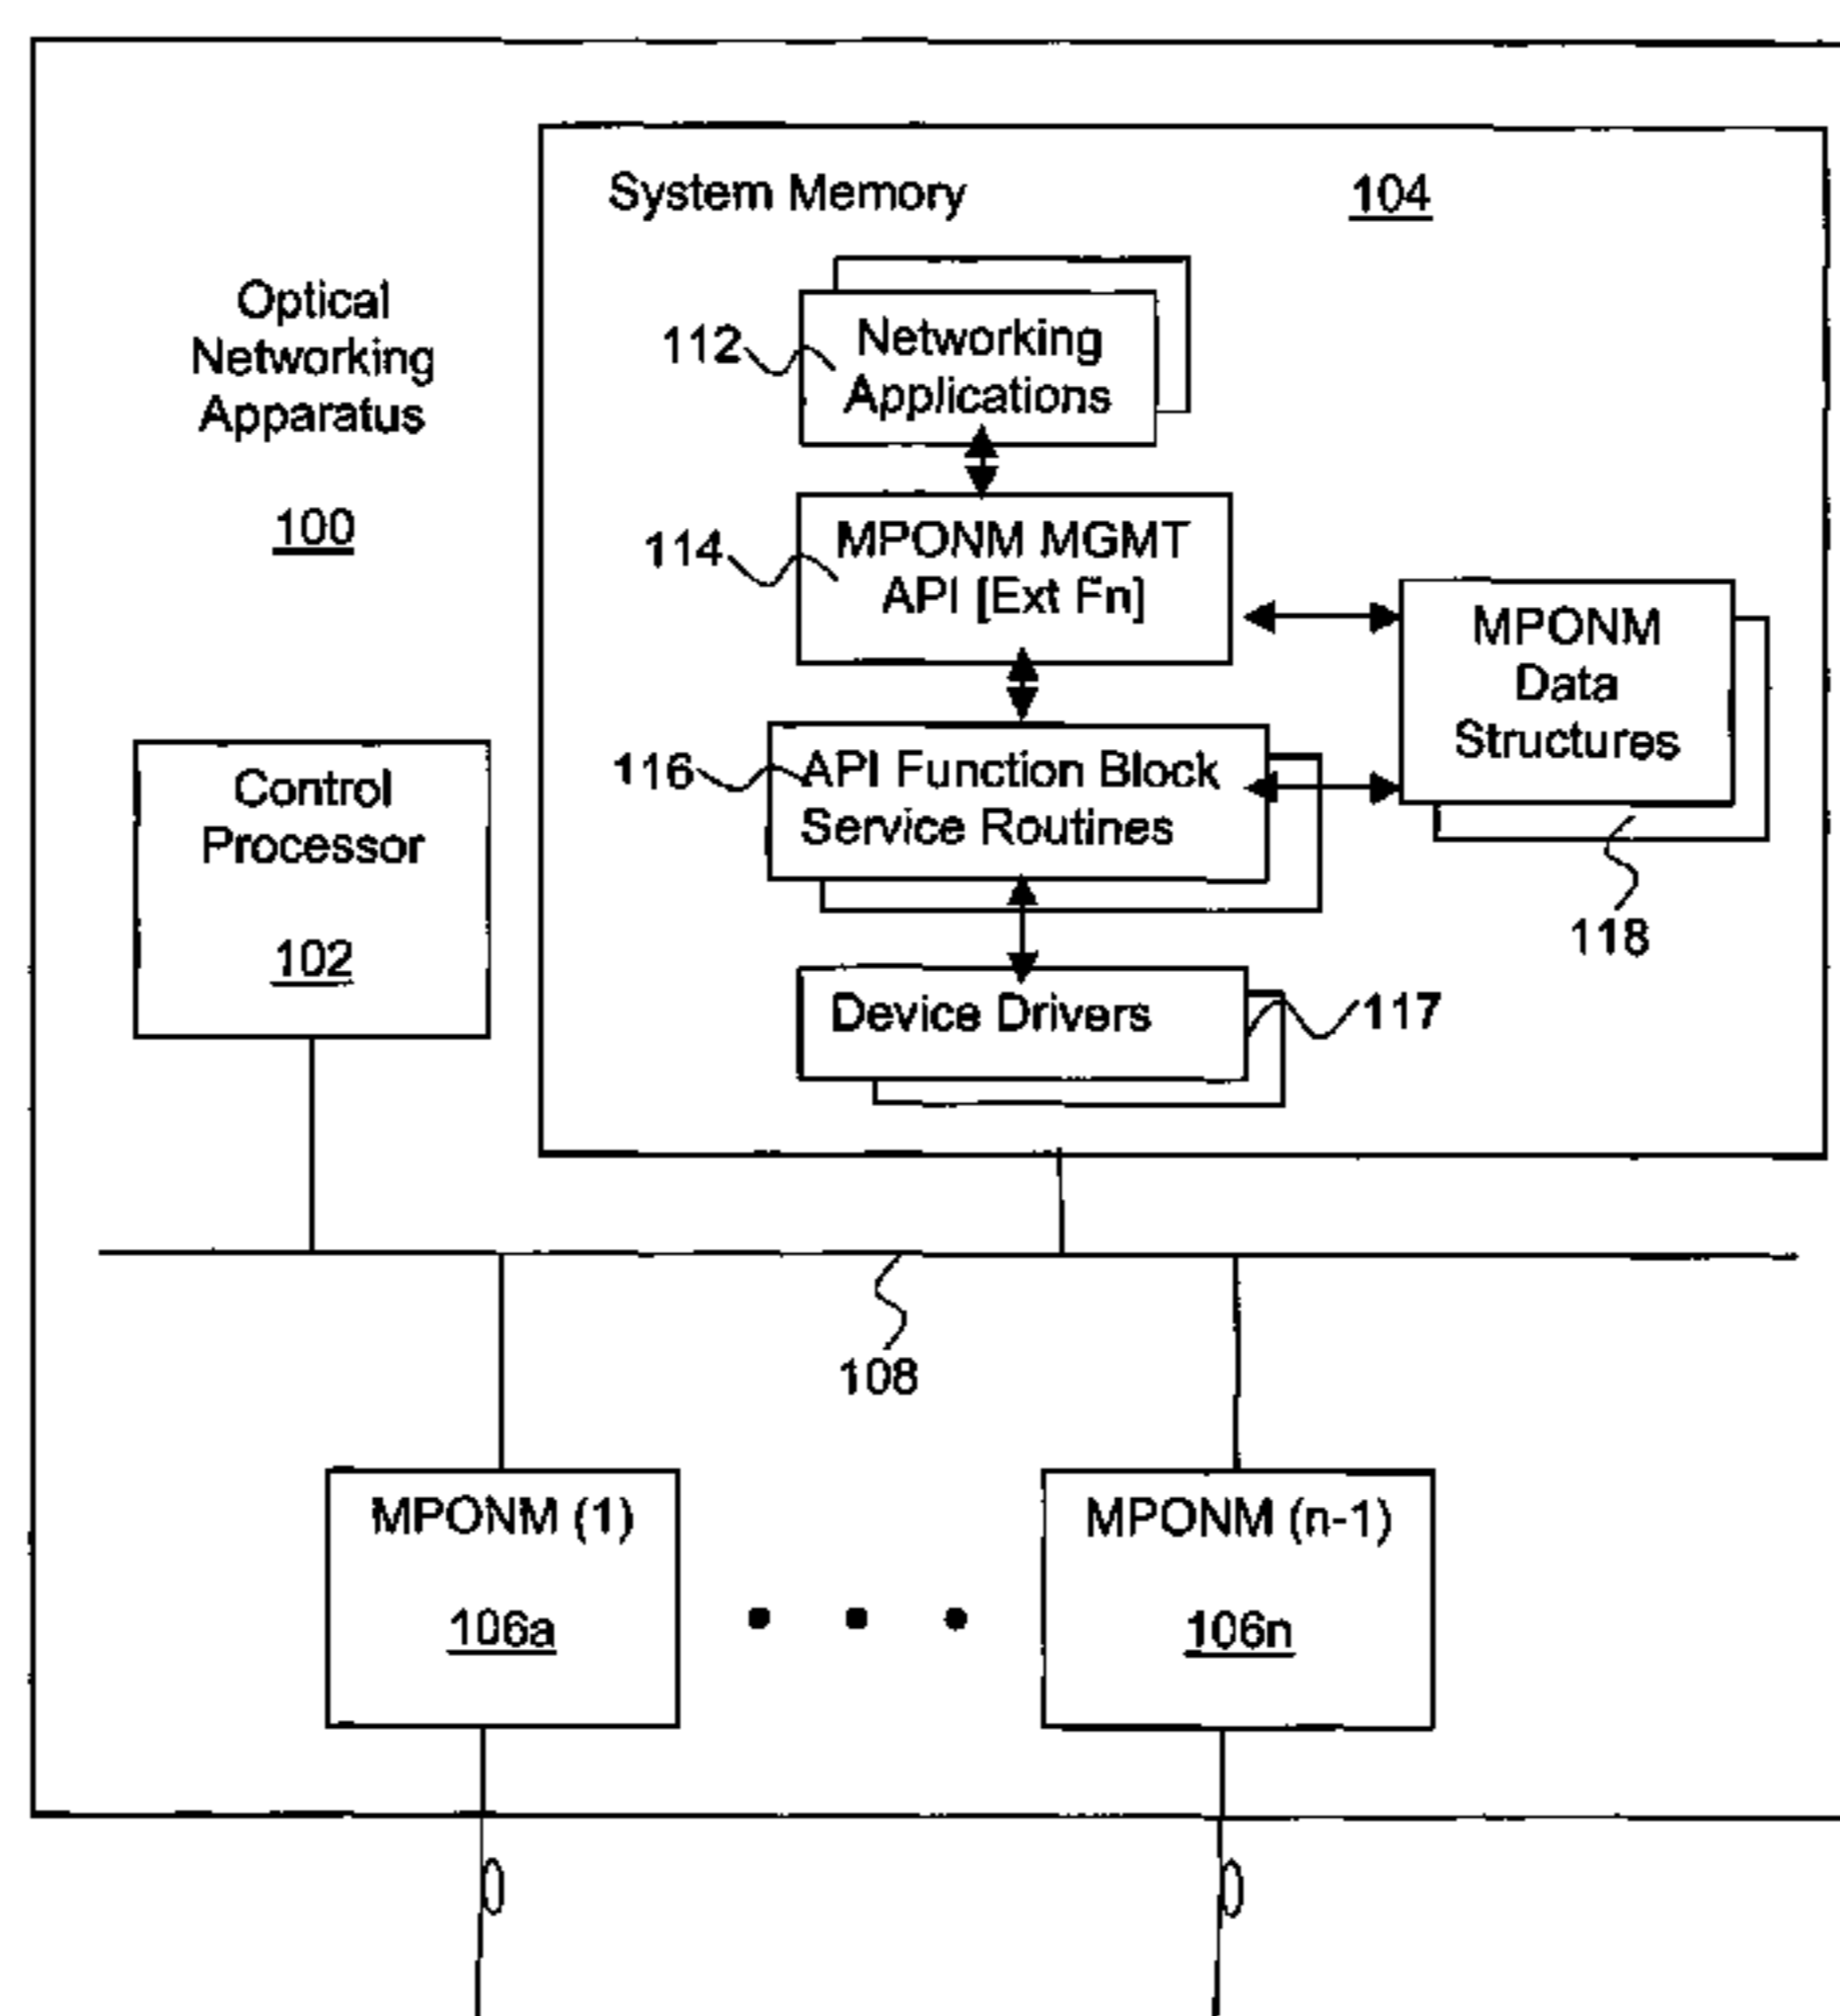 System Memory 104
Optical
Networking
Apparatus
100
112
Networking
Applications
114
MPONM MGMT
API [Ext Fn]
MPONM
Data
Structures
118
116
API Function Block
Service Routines
Control
Processor
102
Device Drivers
117
108
MPONM (1)
106a
MPONM (n-1)
106n